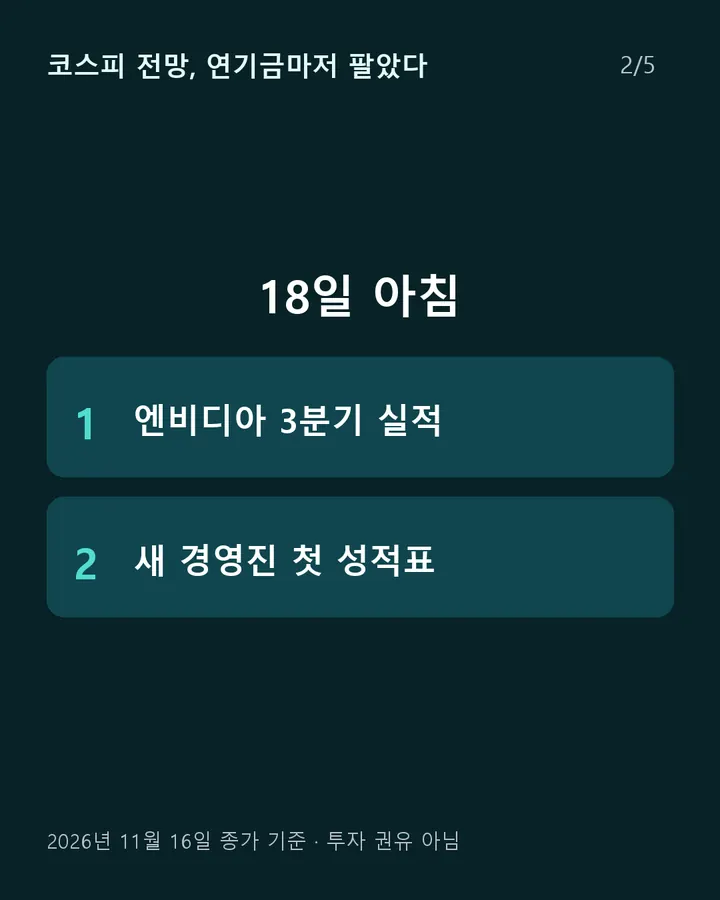 코스피 전망, 연기금마저 팔았다
2/5
18일 아침
1 엔비디아 3분기 실적
2 새 경영진 첫 성적표
2026년 11월 16일 종가 기준 · 투자 권유 아님